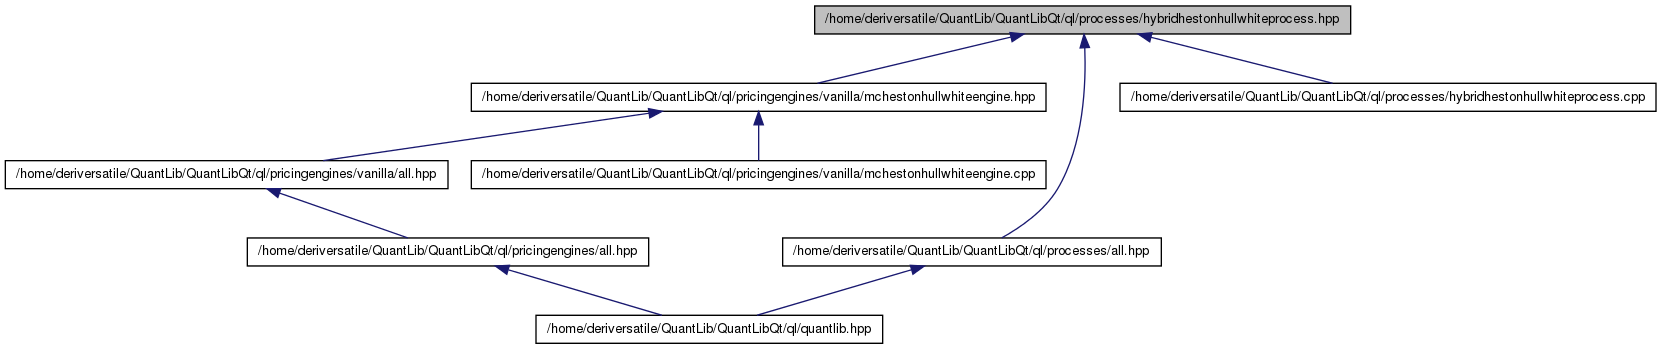 /home/deriversatile/QuantLib/QuantLibQt/ql/processes/hybridhestonhullwhiteprocess.hpp
/home/deriversatile/QuantLib/QuantLibQt/ql/pricingengines/vanilla/mchestonhullwhiteengine.hpp
/home/deriversatile/QuantLib/QuantLibQt/ql/processes/hybridhestonhullwhiteprocess.cpp
/home/deriversatile/QuantLib/QuantLibQt/ql/pricingengines/vanilla/all.hpp
/home/deriversatile/QuantLib/QuantLibQt/ql/pricingengines/vanilla/mchestonhullwhiteengine.cpp
/home/deriversatile/QuantLib/QuantLibQt/ql/pricingengines/all.hpp
/home/deriversatile/QuantLib/QuantLibQt/ql/processes/all.hpp
/home/deriversatile/QuantLib/QuantLibQt/ql/quantlib.hpp